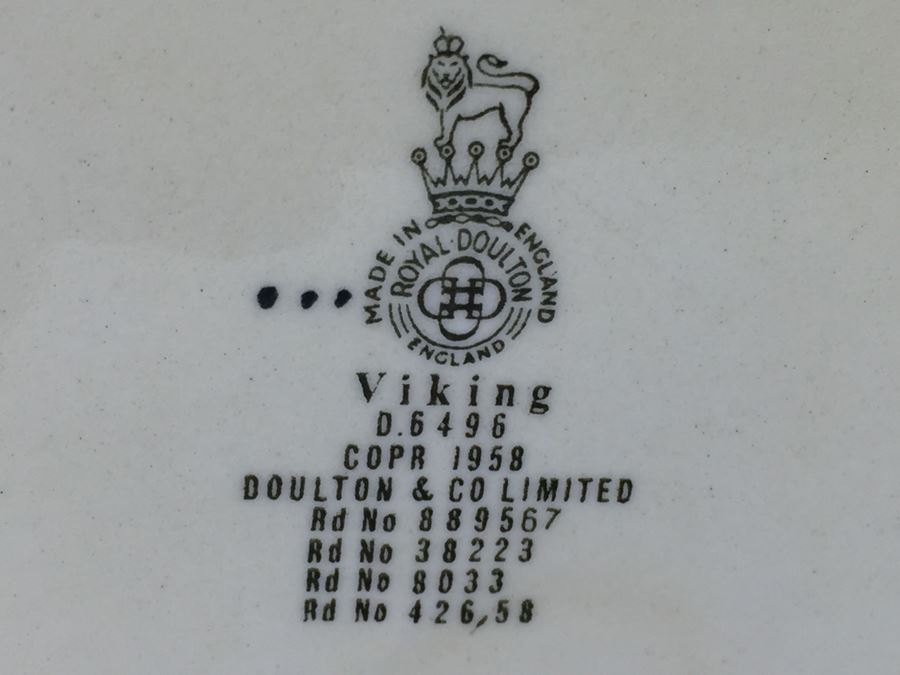 MADE IN ENGLAND
ROYAL·DOULTON
ENGLAND
Viking
D.6496
COPR 1958
DOULTON & CO LIMITED
Rd No 889567
Rd No 38223
Rd No 8033
Rd No 426,58